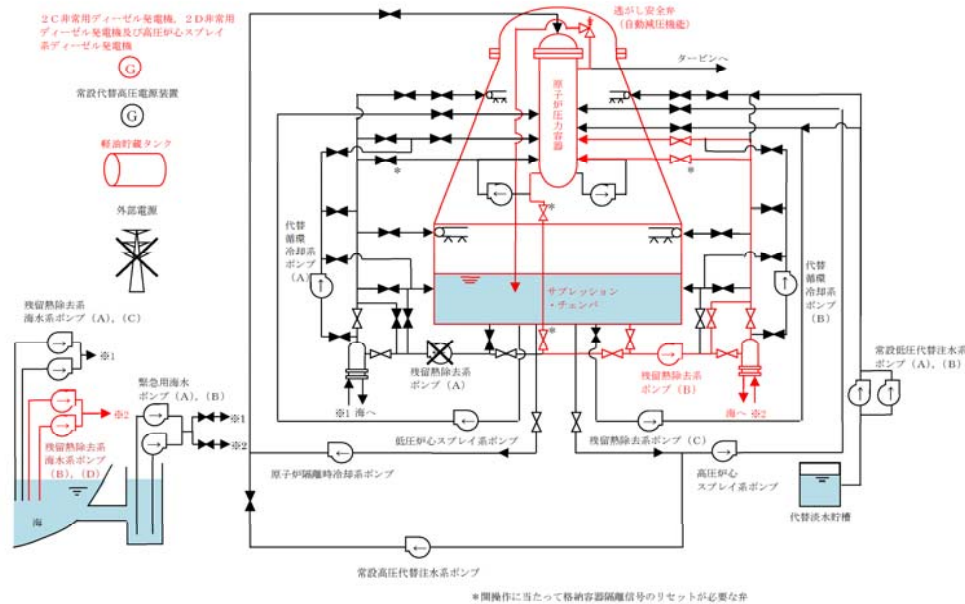 ２Ｃ非常用ディーゼル発電機，２Ｄ非常用
ディーゼル発電機及び高圧炉心スプレイ
系ディーゼル発電機
G
常設代替高圧電源装置
G
軽油貯蔵タンク
外部電源
残留熱除去系
海水系ポンプ（A），（C）
※1
※2
残留熱除去系
海水系ポンプ
（B），（D）
海
緊急用海水
ポンプ（A），（B）
※1
※2
逃がし安全弁
（自動減圧機能）
タービンへ
原子炉圧力容器
*
*
*
*
代替
循環
冷却系
ポンプ
（A）
代替
循環
冷却系
ポンプ
（B）
サプレッション
・チェンバ
残留熱除去系
ポンプ（A）
残留熱除去系
ポンプ（B）
※1 海へ
海へ ※2
常設低圧代替注水系
ポンプ（A），（B）
低圧炉心スプレイ系ポンプ
残留熱除去系ポンプ（C）
原子炉隔離時冷却系ポンプ
高圧炉心
スプレイ系ポンプ
代替淡水貯槽
常設高圧代替注水系ポンプ
*開操作に当たって格納容器隔離信号のリセットが必要な弁